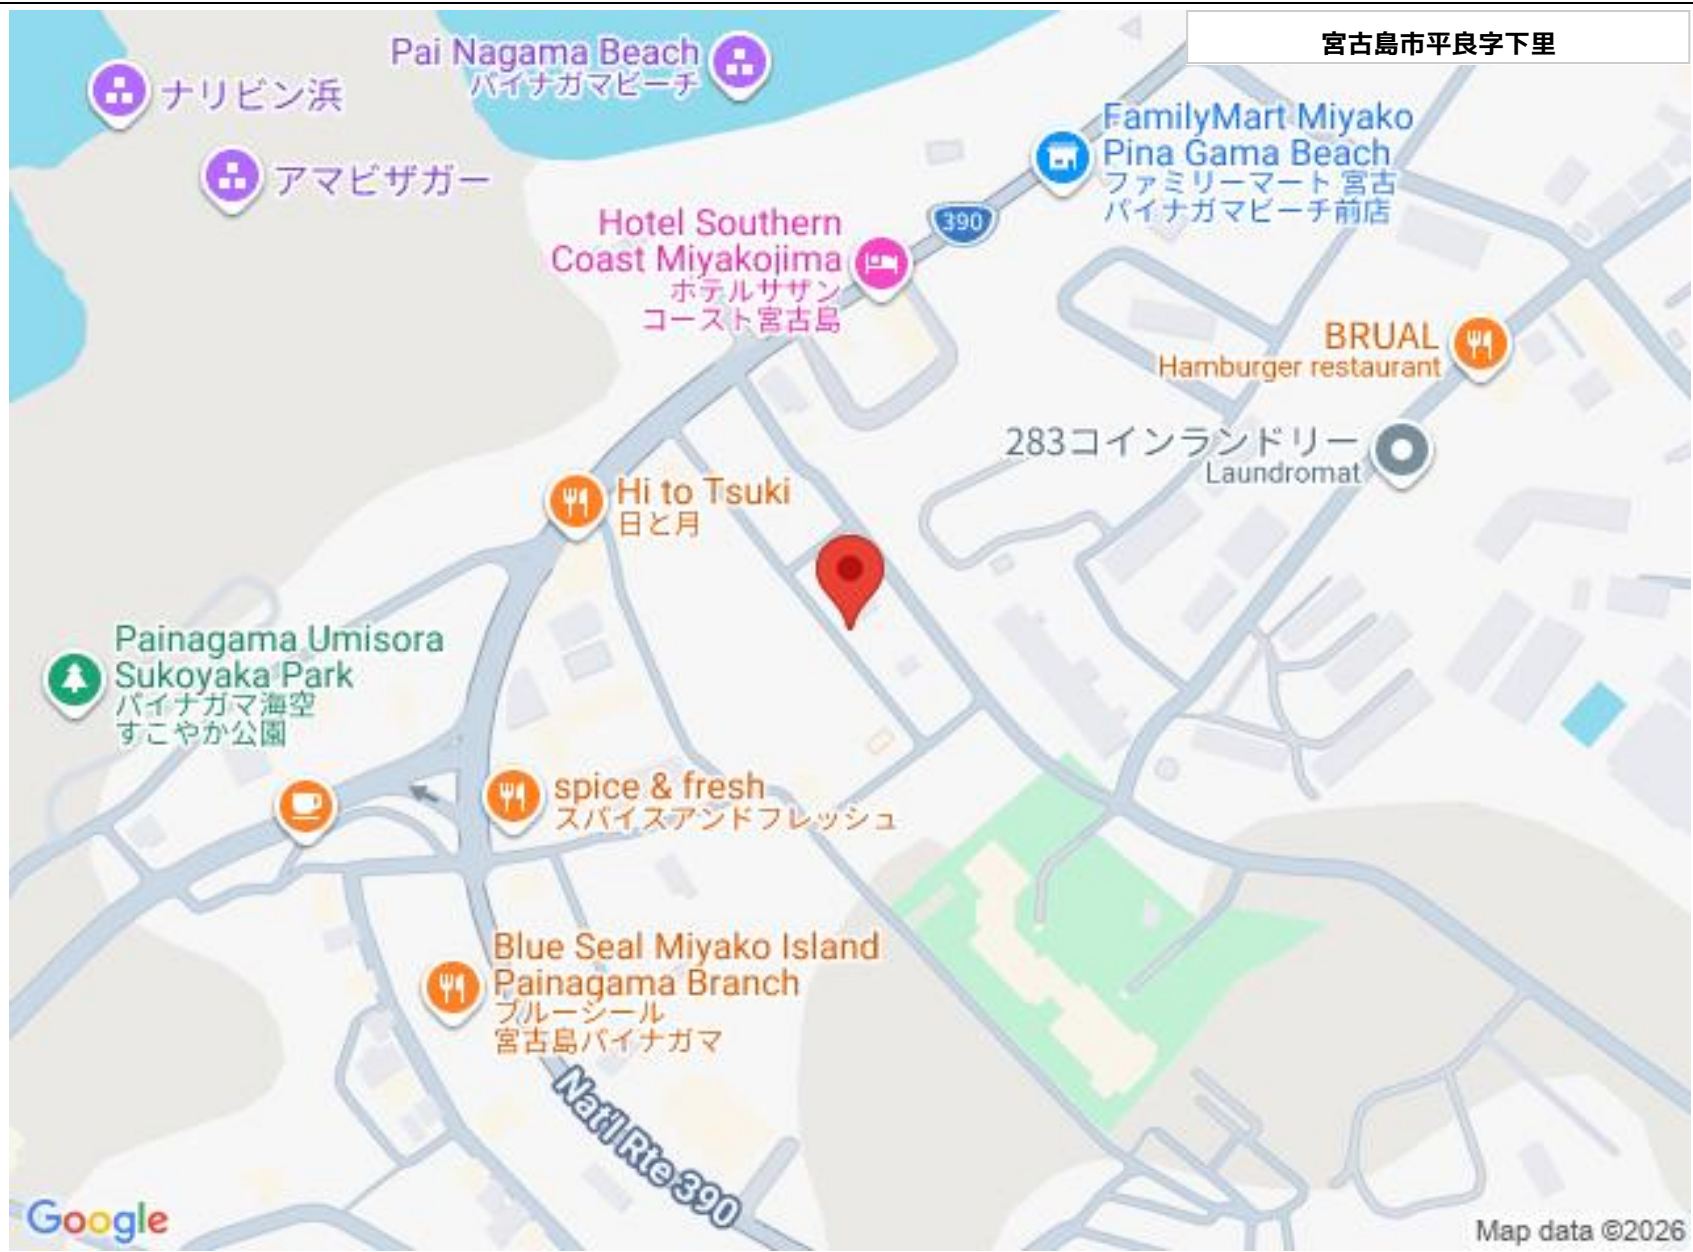 宮古島市平良字下里
Pai Nagama Beach
パイナガマビーチ
ナリビン浜
アマビザガー
FamilyMart Miyako
Pina Gama Beach
ファミリーマート 宮古
パイナガマビーチ前店
390
Hotel Southern
Coast Miyakojima
ホテルサザン
コースト宮古島
BRUAL
Hamburger restaurant
283コインランドリー
Laundromat
Hi to Tsuki
日と月
Painagama Umisora
Sukoyaka Park
パイナガマ海空
すこやか公園
spice & fresh
スパイスアンドフレッシュ
Blue Seal Miyako Island
Painagama Branch
ブルーシール
宮古島パイナガマ
Nat'l Rte 390
Google
Map data ©2026